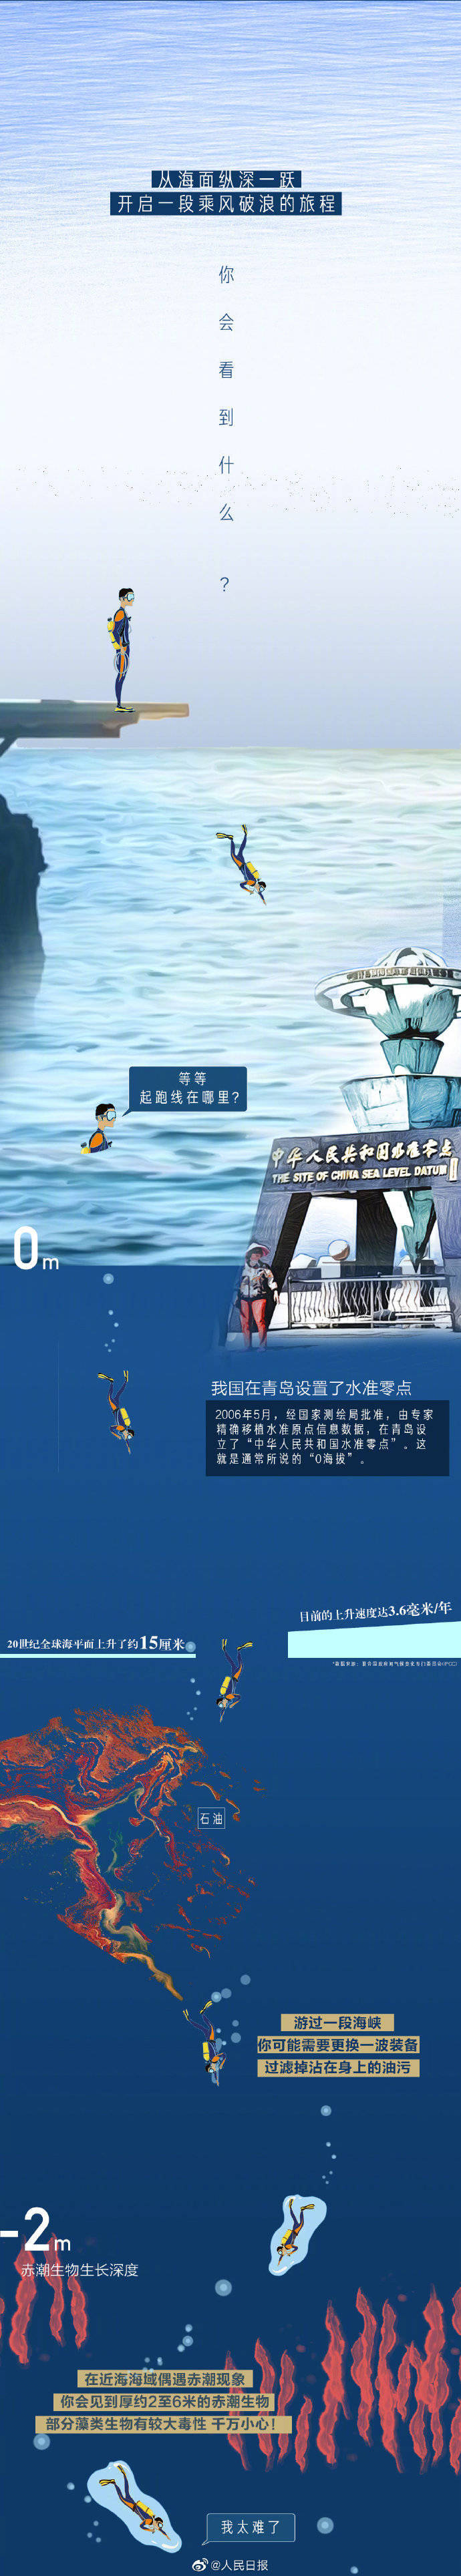 从海面纵深一跃
开启一段乘风破浪的旅程
你
会
看
到
什
么
？
等等
起跑线在哪里？
中华人民共和国水准零点
THE SITE OF CHINA SEA LEVEL DATUM
0m
我国在青岛设置了水准零点
2006年5月，经国家测绘局批准，由专家
精确移植水准原点信息数据，在青岛设
立了“中华人民共和国水准零点”。这
就是通常所说的“0海拔”。
目前的上升速度达3.6毫米/年
20世纪全球海平面上升了约15厘米
石油
游过一段海峡
你可能需要更换一波装备
过滤掉沾在身上的油污
-2m
赤潮生物生长深度
在近海海域偶遇赤潮现象
你会见到厚约2至6米的赤潮生物
部分藻类生物有较大毒性 千万小心！
我太难了
@人民日报